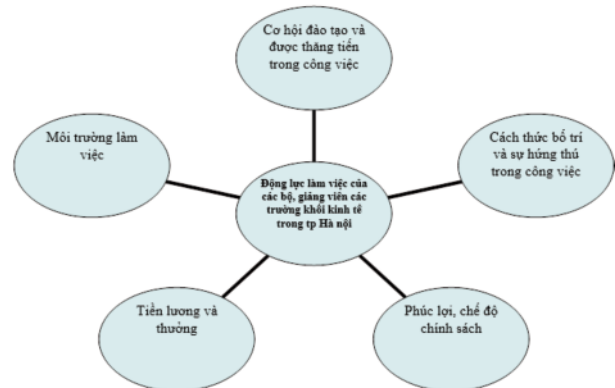 Cơ hội đào tạo và
được thăng tiến
trong công việc
Môi trường làm
việc
Cách thức bố trí
và sự hứng thú
trong công việc
Động lực làm việc của
các bộ, giảng viên các
trường khối kinh tế
trong tp Hà nội
Tiền lương và
thưởng
Phúc lợi, chế độ
chính sách